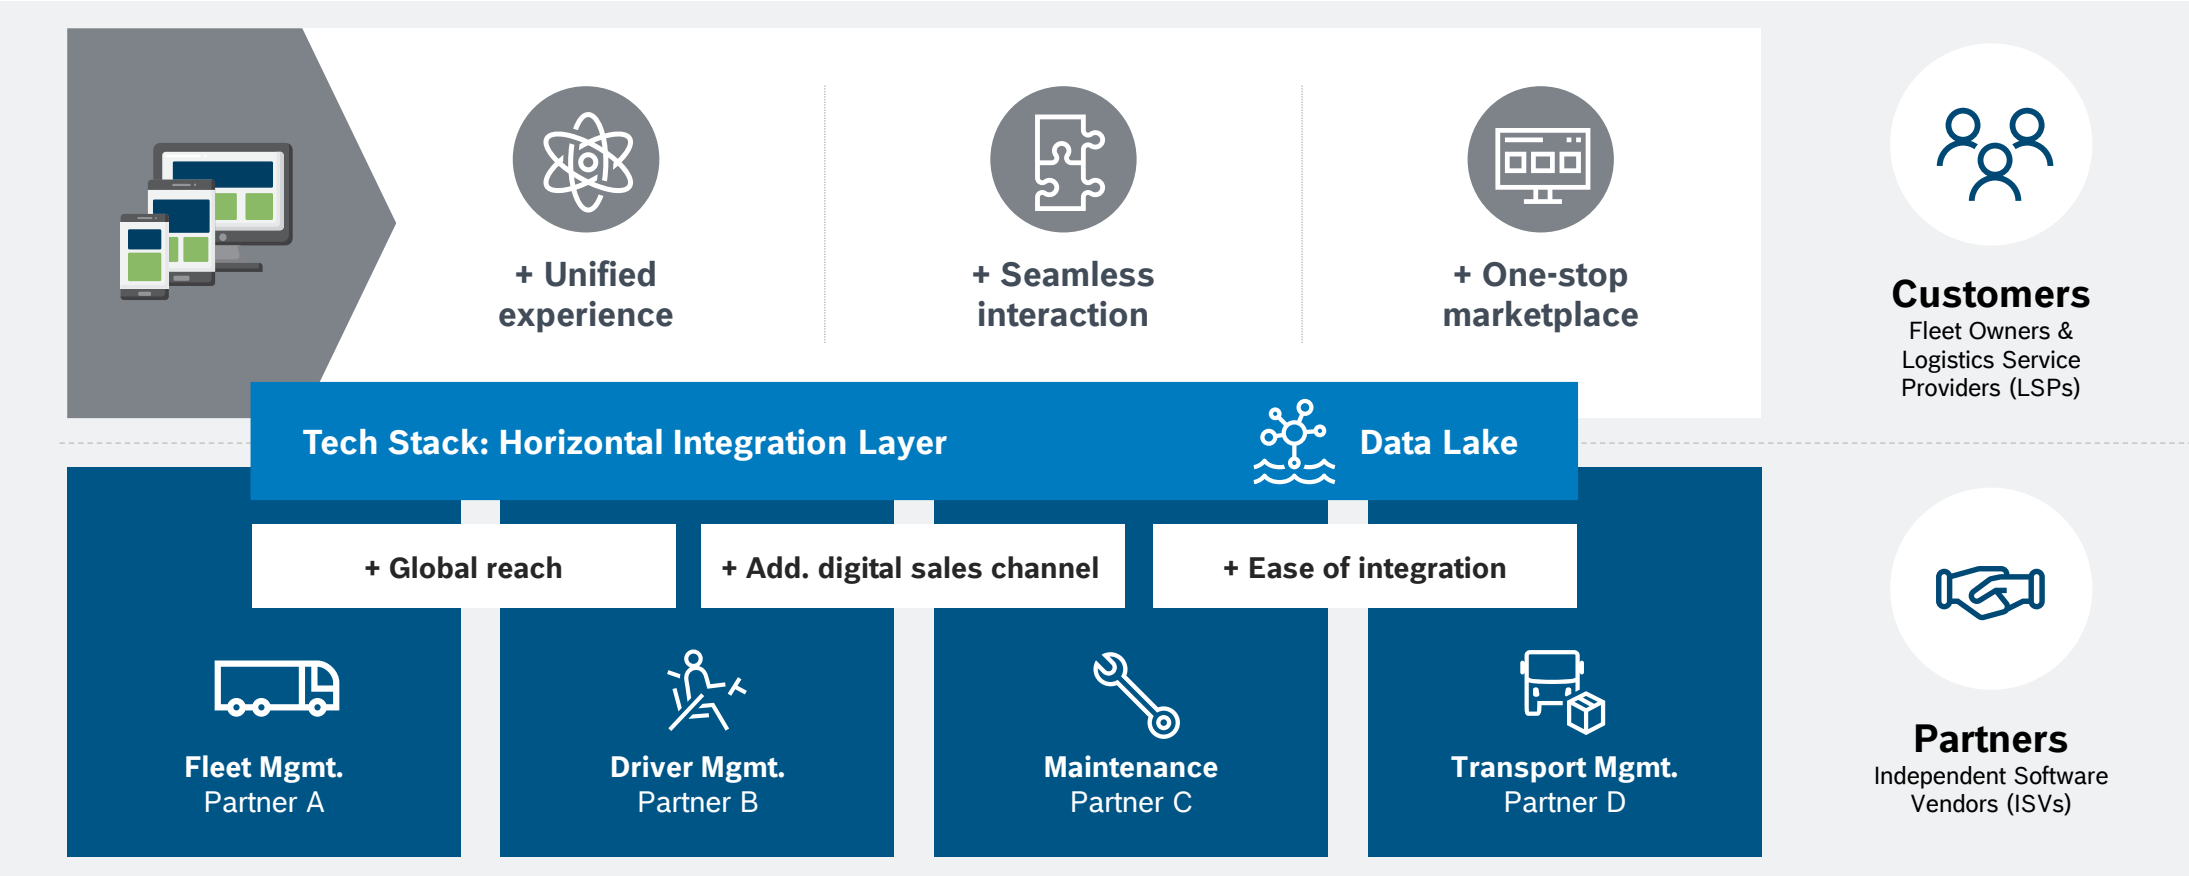 + Unified
experience
+ Seamless
interaction
+ One-stop
marketplace
Customers
Fleet Owners &
Logistics Service
Providers (LSPs)
Tech Stack: Horizontal Integration Layer
Data Lake
+ Global reach
+ Add. digital sales channel
+ Ease of integration
Fleet Mgmt.
Partner A
Driver Mgmt.
Partner B
Maintenance
Partner C
Transport Mgmt.
Partner D
Partners
Independent Software
Vendors (ISVs)